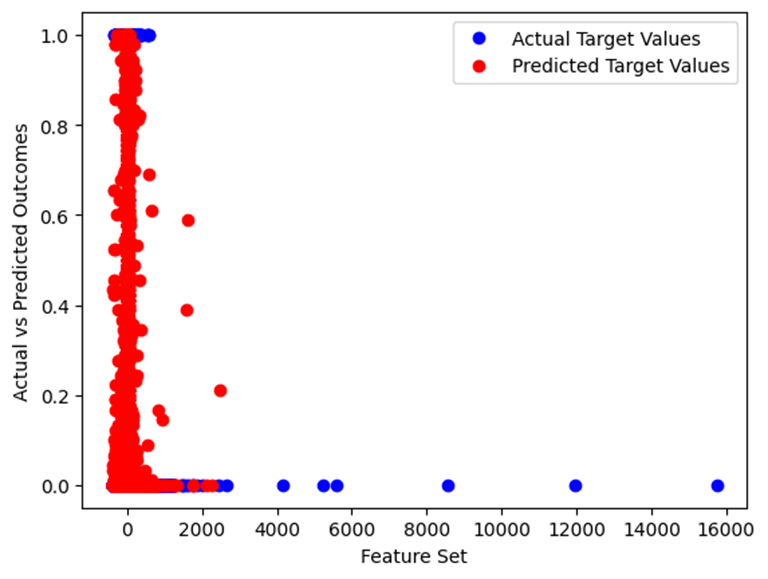 1.0
0.8
0.6
0.4
0.2
0.0
Actual vs Predicted Outcomes
Actual Target Values
Predicted Target Values
0 2000 4000 6000 8000 10000 12000 14000 16000
Feature Set